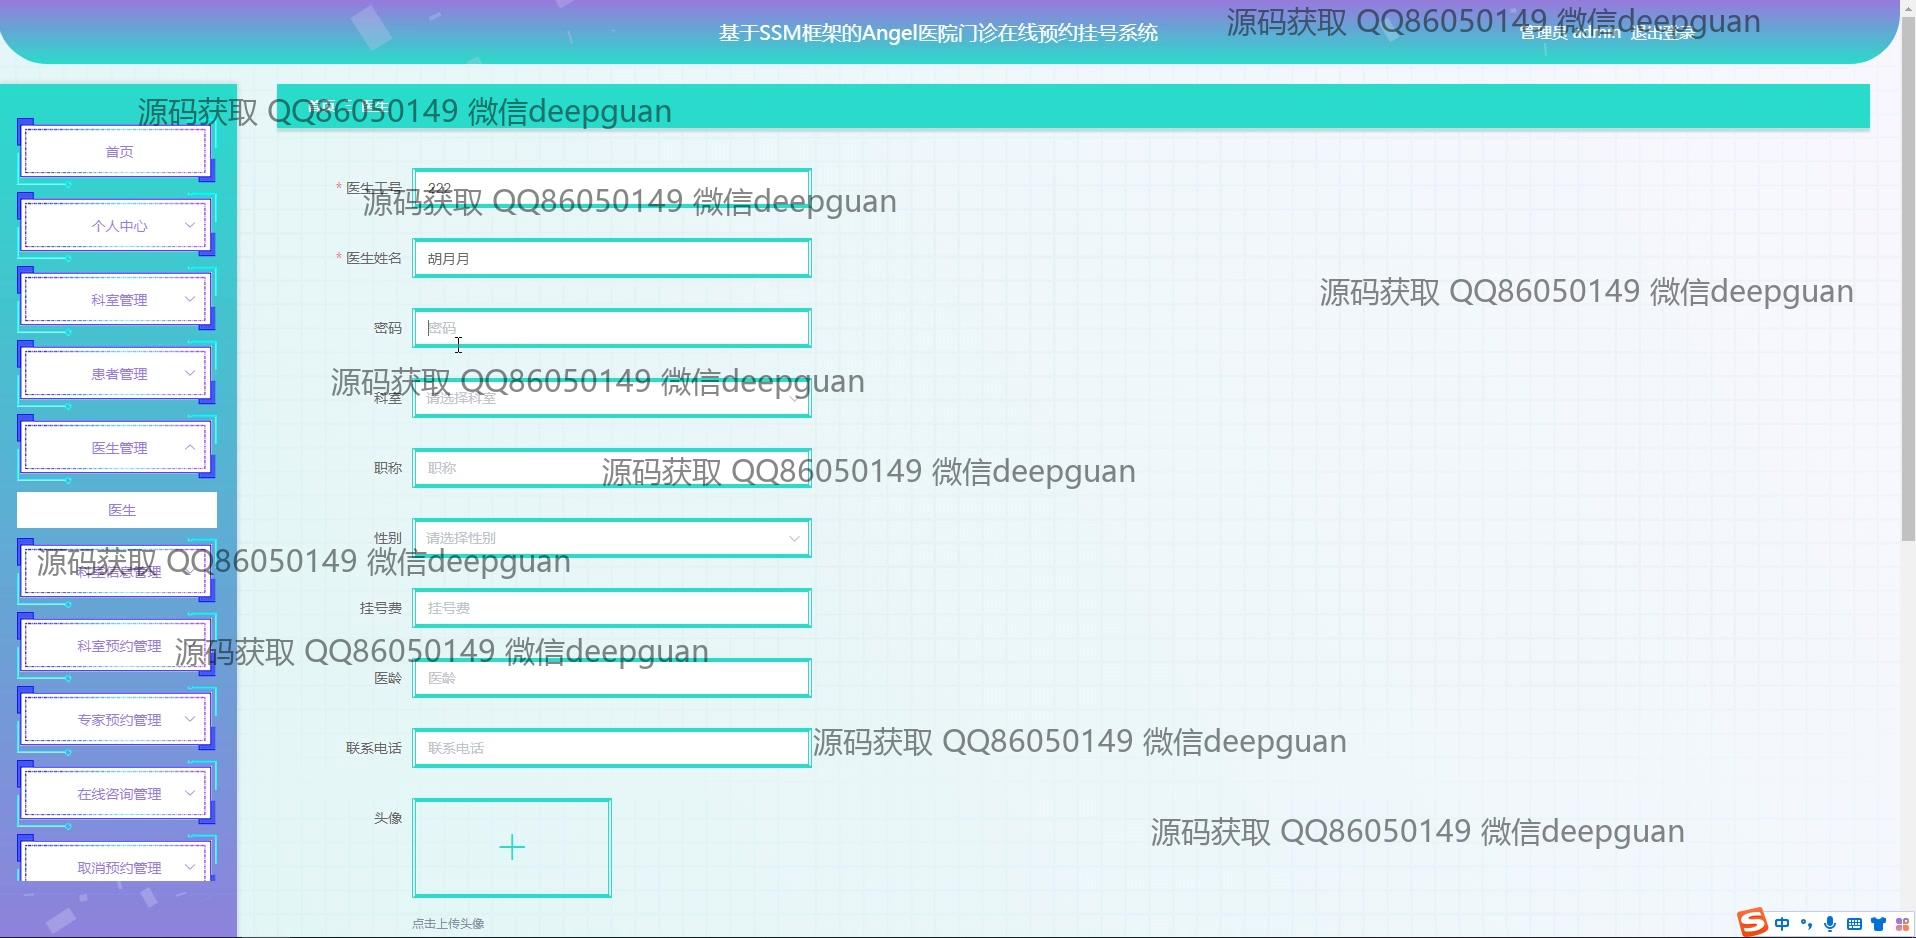 基于SSM框架的Angel医院门诊在线预约挂号系统
管理员 admin 退出登录
源码获取 QQ86050149 微信deepguan
源码获取 QQ86050149 微信deepguan
首页
个人中心
科室管理
患者管理
医生管理
医生
科室信息管理
科室预约管理
专家预约管理
在线咨询管理
取消预约管理
* 医生工号 222
源码获取 QQ86050149 微信deepguan
* 医生姓名 胡月月
源码获取 QQ86050149 微信deepguan
密码 密码
源码获取 QQ86050149 微信deepguan
科室 请选择科室
职称 职称
源码获取 QQ86050149 微信deepguan
性别 请选择性别
源码获取 QQ86050149 微信deepguan
挂号费 挂号费
源码获取 QQ86050149 微信deepguan
医龄 医龄
联系电话 联系电话
源码获取 QQ86050149 微信deepguan
头像
源码获取 QQ86050149 微信deepguan
点击上传头像
中